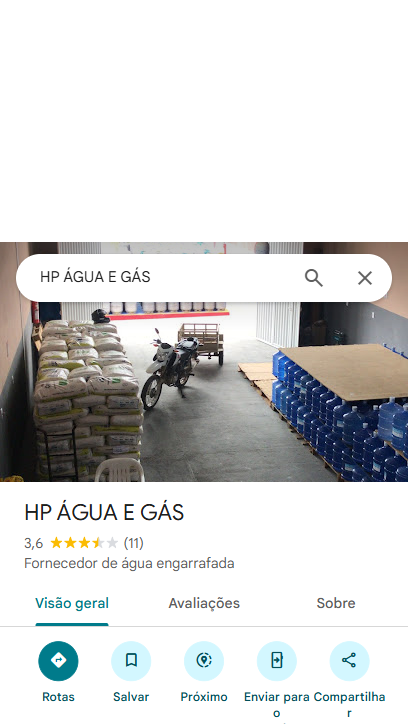 HP ÁGUA E GÁS
HP ÁGUA E GÁS
3,6 (11)
Fornecedor de água engarrafada
Visão geral Avaliações Sobre
Rotas Salvar Próximo Enviar para o Compartilhar